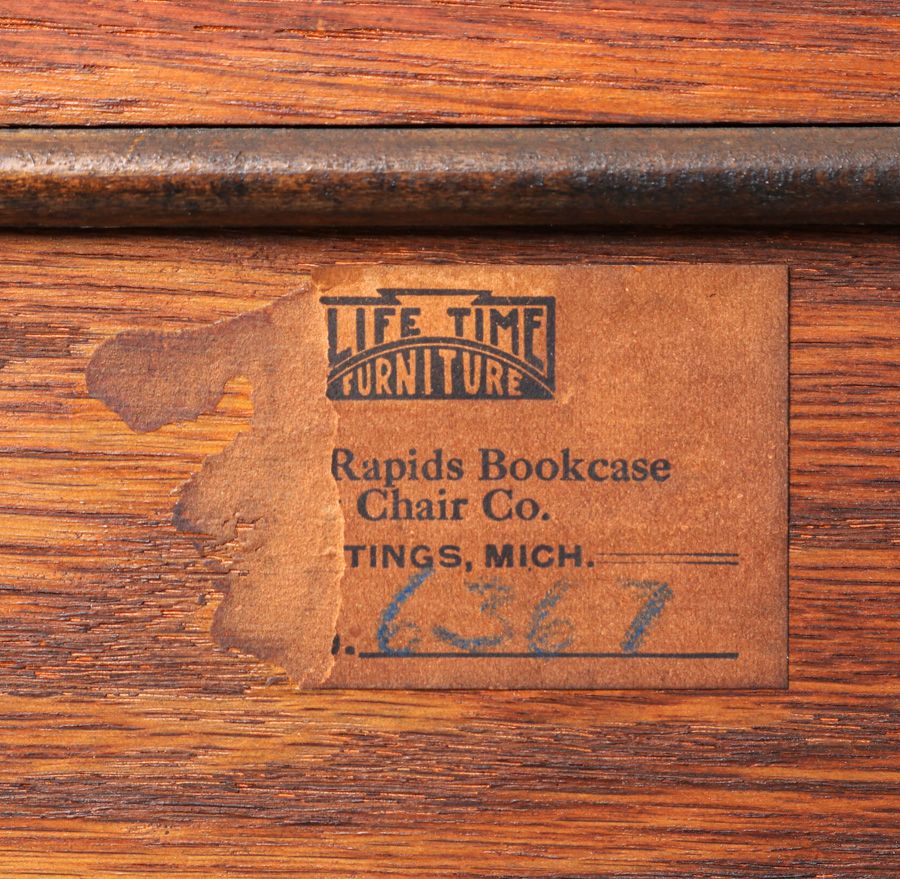 LIFE TIME
FURNITURE
Rapids Bookcase
Chair Co.
TINGS, MICH.
. 6367